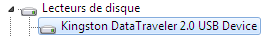 Lecteurs de disque
Kingston DataTraveler 2.0 USB Device